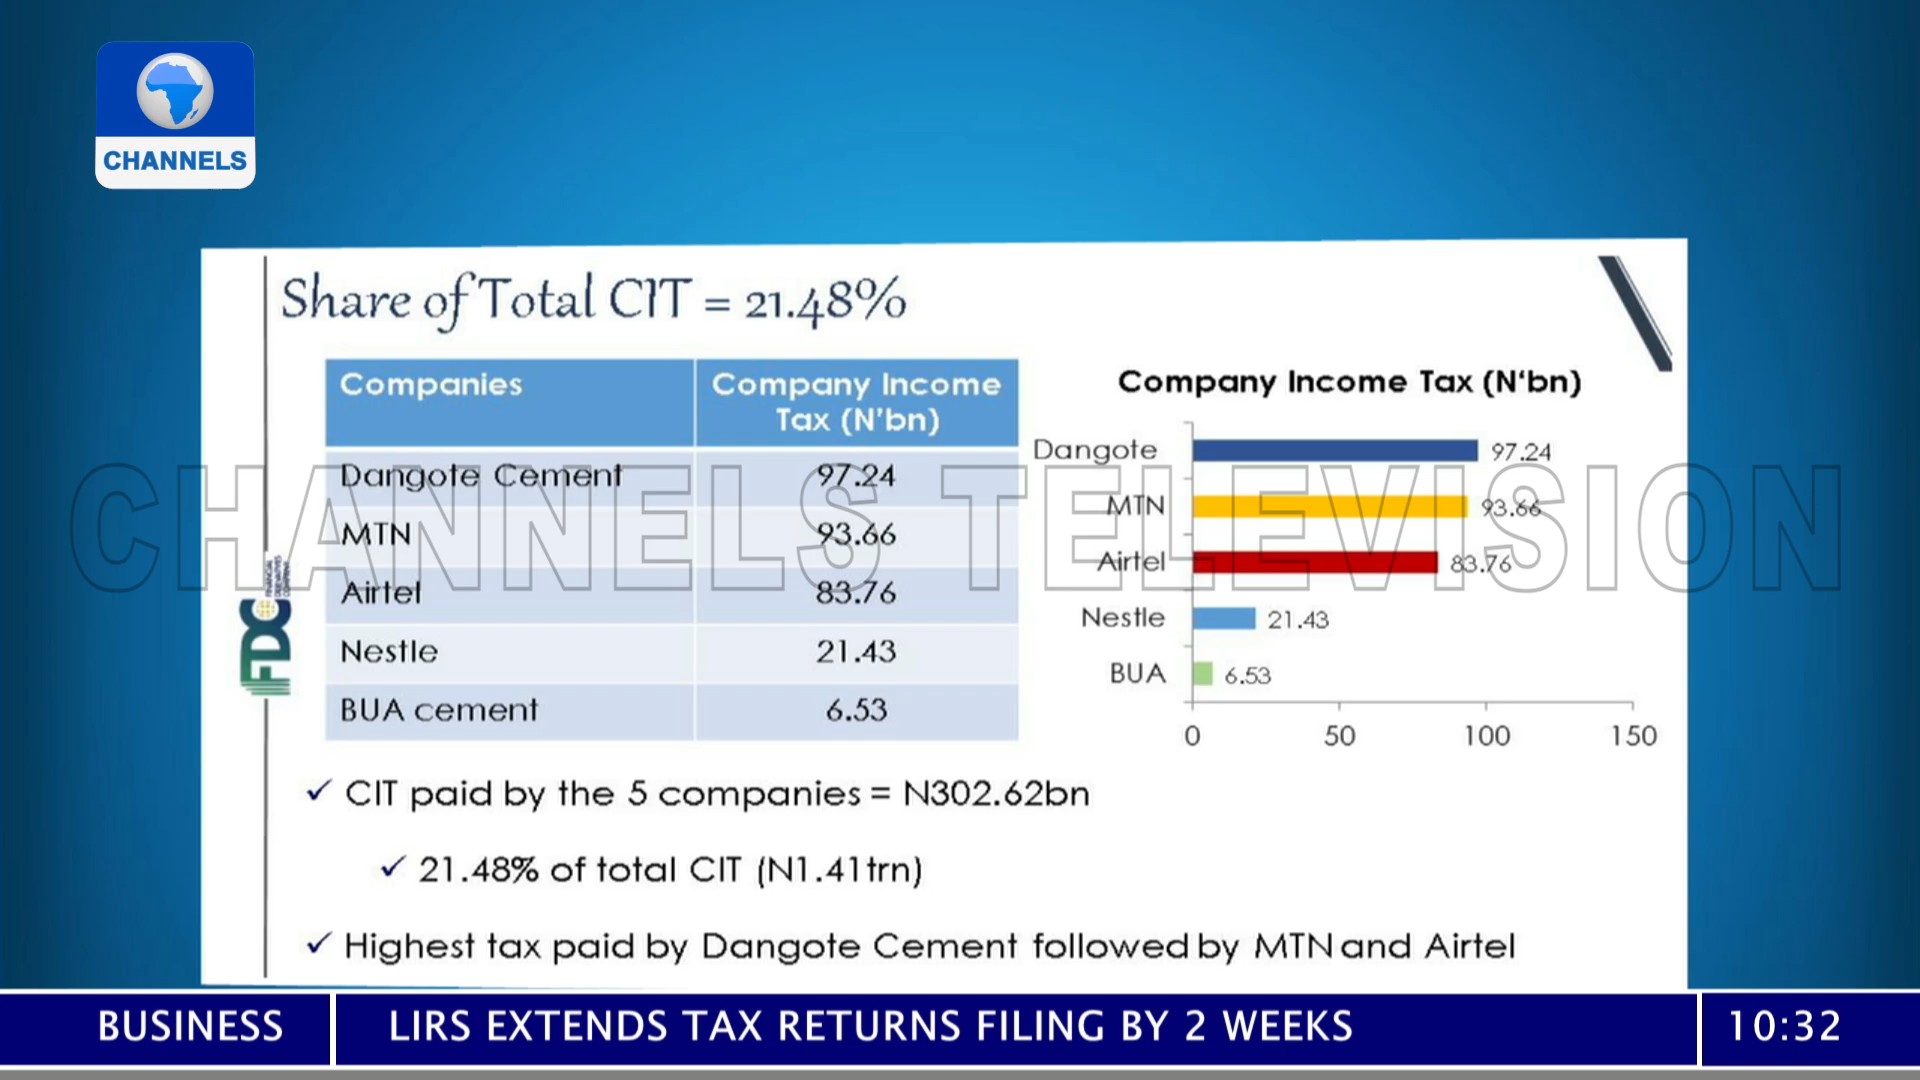 CHANNELS
Share of Total CIT = 21.48%
Companies
Company Income
Tax (N'bn)
Dangote Cement 97.24
MTN 93.66
Airtel 83.76
Nestle 21.43
BUA cement 6.53
Company Income Tax (N‘bn)
Dangote 97.24
MTN 93.66
Airtel 83.76
Nestle 21.43
BUA 6.53
0 50 100 150
CHANNELS TELEVISION
FDC
FINANCIAL
DERIVATIVES
COMPANY
✓ CIT paid by the 5 companies = N302.62bn
✓ 21.48% of total CIT (N1.41trn)
✓ Highest tax paid by Dangote Cement followed by MTN and Airtel
BUSINESS LIRS EXTENDS TAX RETURNS FILING BY 2 WEEKS 10:32